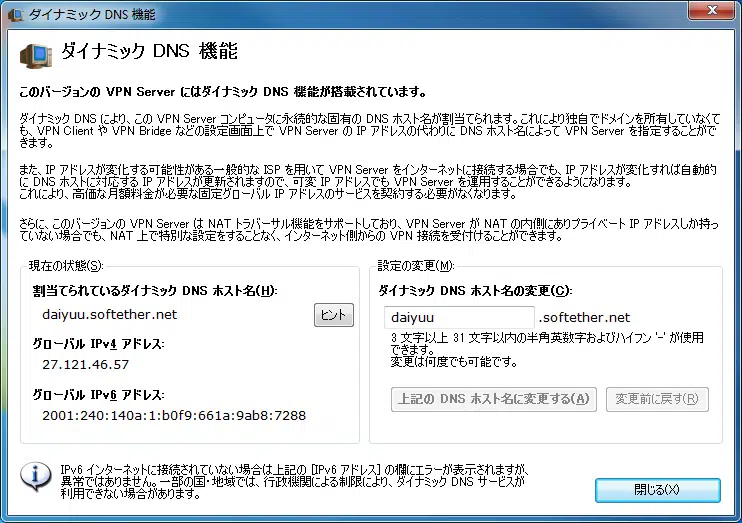 ダイナミック DNS 機能
ダイナミック DNS 機能
このバージョンの VPN Server にはダイナミック DNS 機能が搭載されています。
ダイナミック DNS により、この VPN Server コンピュータに永続的な固有の DNS ホスト名が割当てられます。これにより独自でドメインを所有していなくて
も、VPN Client や VPN Bridge などの設定画面上で VPN Server の IP アドレスの代わりに DNS ホスト名によって VPN Server を指定することがで
きます。
また、IP アドレスが変化する可能性がある一般的な ISP を用いて VPN Server をインターネットに接続する場合でも、IP アドレスが変化すれば自動的
に DNS ホストに対応する IP アドレスが更新されますので、可変 IP アドレスでも VPN Server を運用することができるようになります。
これにより、高価な月額料金が必要な固定グローバル IP アドレスのサービスを契約する必要がなくなります。
さらに、このバージョンの VPN Server は NAT トラバーサル機能をサポートしており、VPN Server が NAT の内側にありプライベート IP アドレスしか持っ
ていない場合でも、NAT 上で特別な設定をすることなく、インターネット側からの VPN 接続を受付けることができます。
現在の状態(S):
割当てられているダイナミック DNS ホスト名(H):
daiyuu.softether.net
ヒント
グローバル IPv4 アドレス:
27.121.46.57
グローバル IPv6 アドレス:
2001:240:140a:1:b0f9:661a:9ab8:7288
設定の変更(M):
ダイナミック DNS ホスト名の変更(C):
daiyuu .softether.net
3 文字以上 31 文字以内の半角英数字およびハイフン '-' が使用
できます。
変更は何度でも可能です。
上記の DNS ホスト名に変更する(A)
変更前に戻す(R)
IPv6 インターネットに接続されていない場合は上記の [IPv6 アドレス] の欄にエラーが表示されますが、
異常ではありません。一部の国・地域では、行政機関による制限により、ダイナミック DNS サービスが
利用できない場合があります。
閉じる(X)